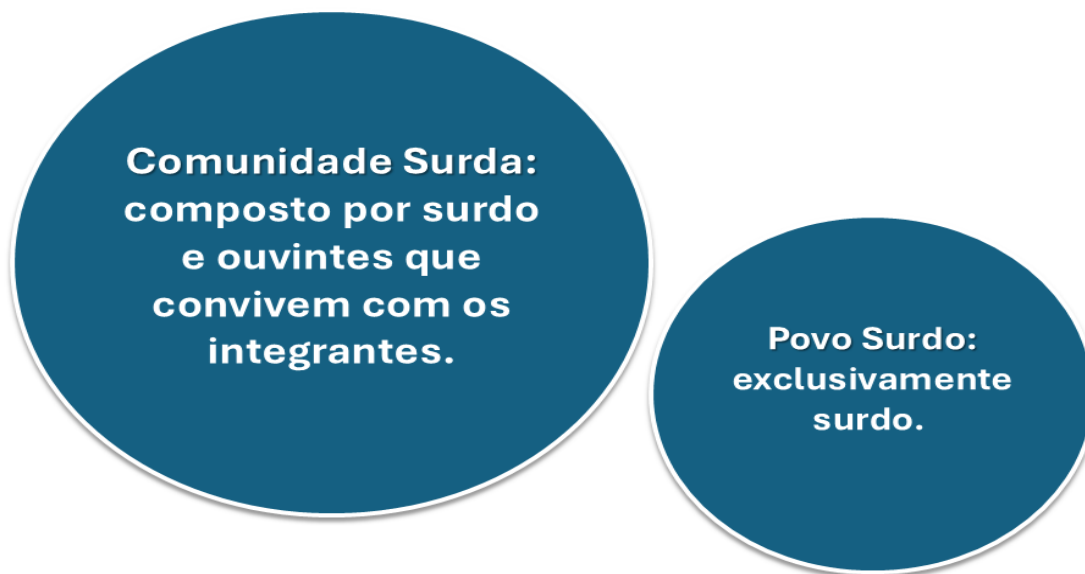 Comunidade Surda:
composto por surdo
e ouvintes que
convivem com os
integrantes.
Povo Surdo:
exclusivamente
surdo.